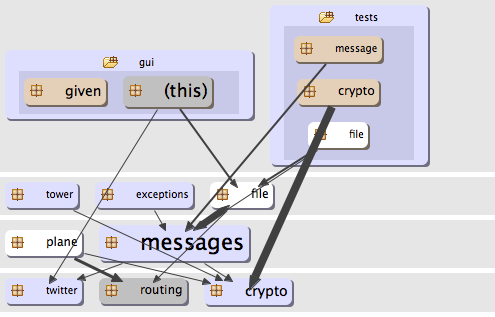 tests
message
gui
given
(this)
crypto
file
tower
exceptions
file
plane
messages
twitter
routing
crypto